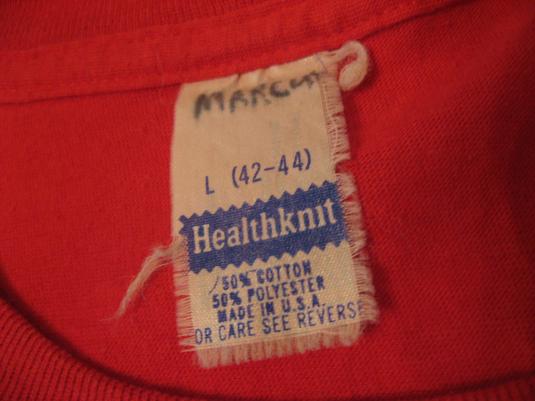 L (42-44)
Healthknit
50% COTTON
50% POLYESTER
MADE IN U.S.A.
OR CARE SEE REVERSE